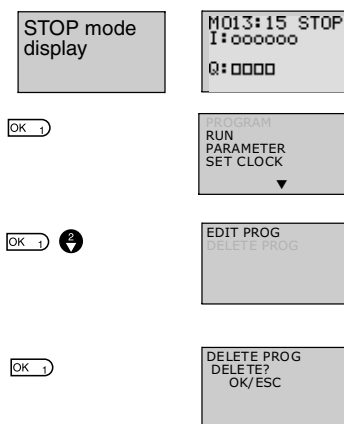 STOP mode
display
MO13:15 STOP
I:oooooo
Q:□□□□
OK 1
PROGRAM
RUN
PARAMETER
SET CLOCK
▼
OK 1 2
EDIT PROG
DELETE PROG
OK 1
DELETE PROG
DELETE?
OK/ESC